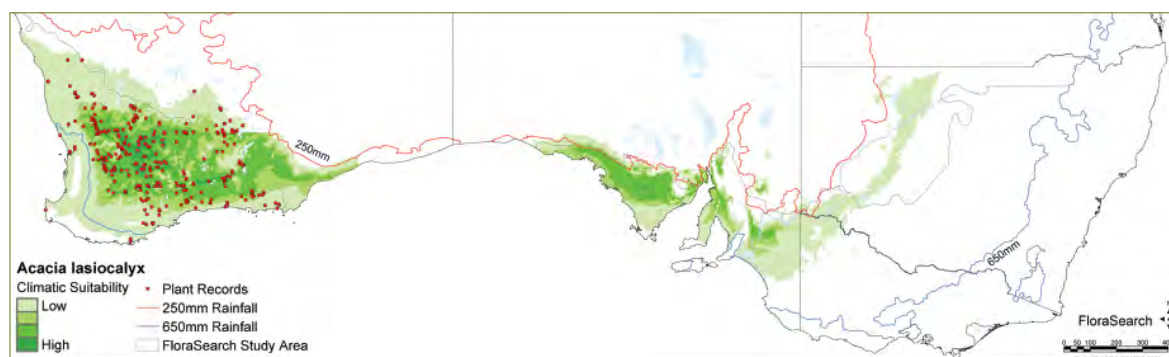 250mm
650mm
Acacia lasiocalyx
Climatic Suitability
Low
High
Plant Records
250mm Rainfall
650mm Rainfall
FloraSearch Study Area
FloraSearch
0 50 100 200 300